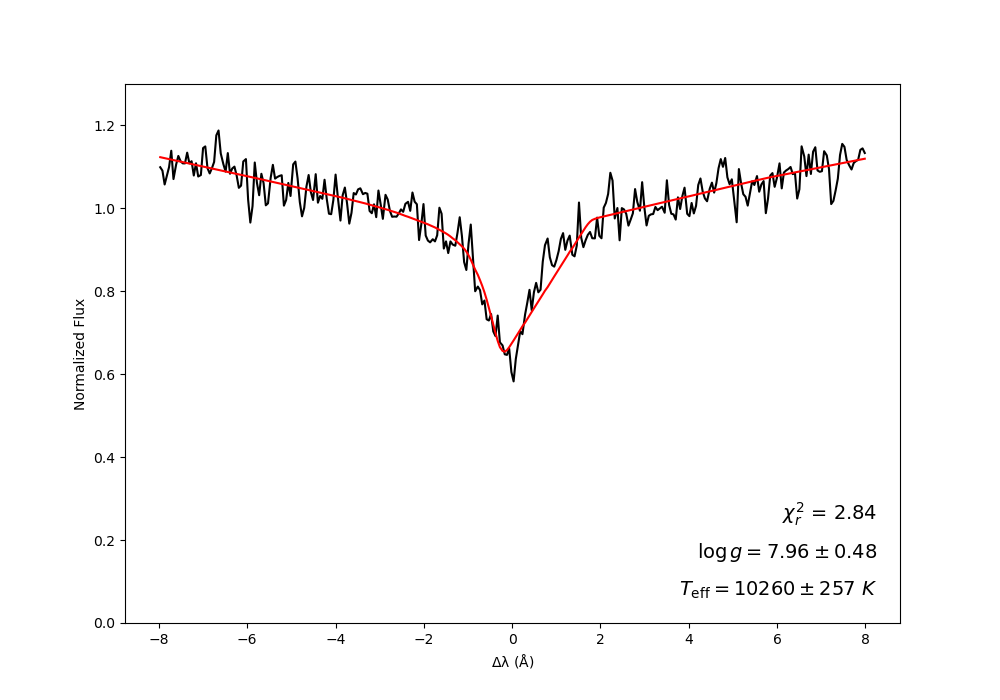 1.2
1.0
0.8
0.6
0.4
0.2
0.0
Normalized Flux
χ²ᵣ = 2.84
log g = 7.96 ± 0.48
T_eff = 10260 ± 257 K
−8 −6 −4 −2 0 2 4 6 8
Δλ (Å)